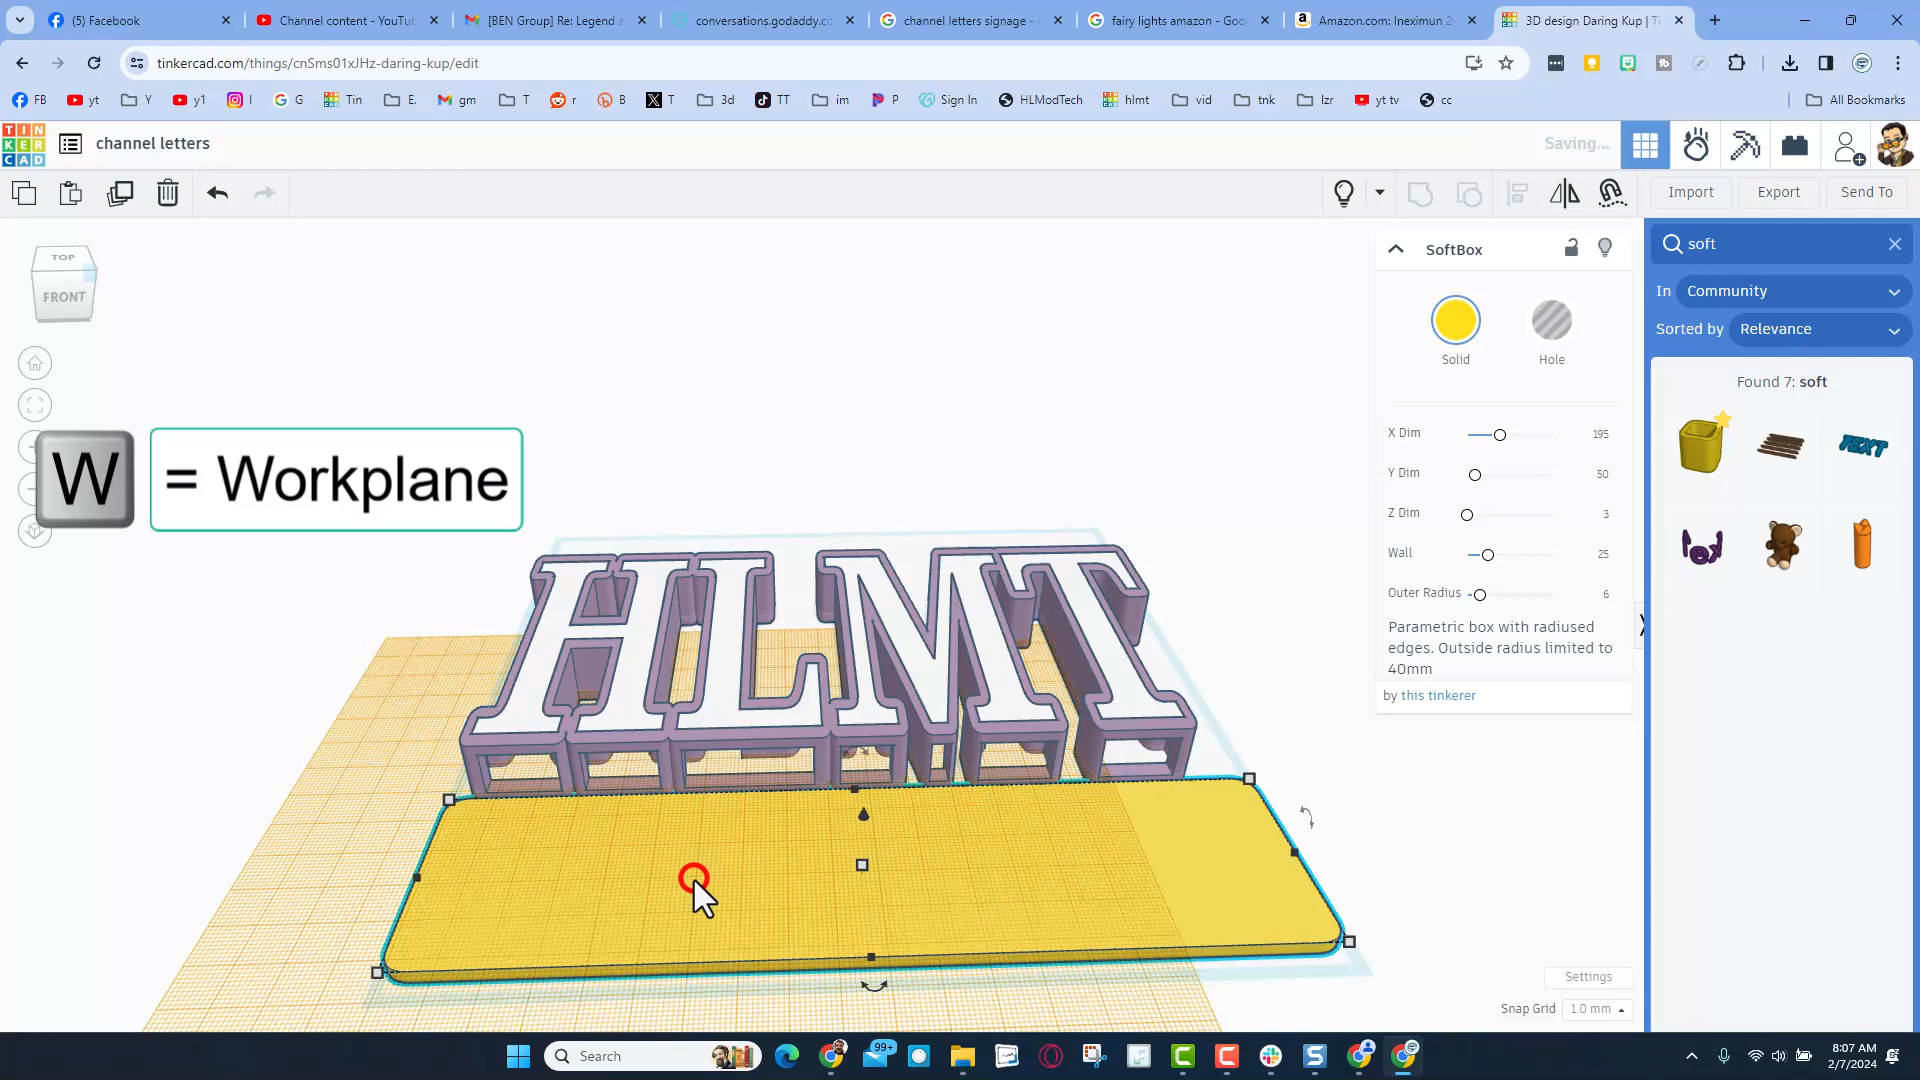 (5) Facebook
Channel content - YouTu
[BEN Group] Re: Legend a
conversations.godaddy.co
channel letters signage -
fairy lights amazon - Goo
Amazon.com: Ineximun 2
3D design Daring Kup | Ti
tinkercad.com/things/cnSms01xJHz-daring-kup/edit
FB
yt
Y
y1
I
G
Tin
E.
gm
T
r
B
T
3d
TT
im
P
Sign In
HLModTech
hlmt
vid
tnk
lzr
yt tv
cc
All Bookmarks
TIN
KER
CAD
channel letters
Saving...
Import
Export
Send To
TOP
FRONT
W = Workplane
HLMT
SoftBox
Solid
Hole
X Dim 195
Y Dim 50
Z Dim 3
Wall 25
Outer Radius 6
Parametric box with radiused
edges. Outside radius limited to
40mm
by this tinkerer
soft
In Community
Sorted by Relevance
Found 7: soft
TEXT
Settings
Snap Grid 1.0 mm
Search
99+
8:07 AM
2/7/2024